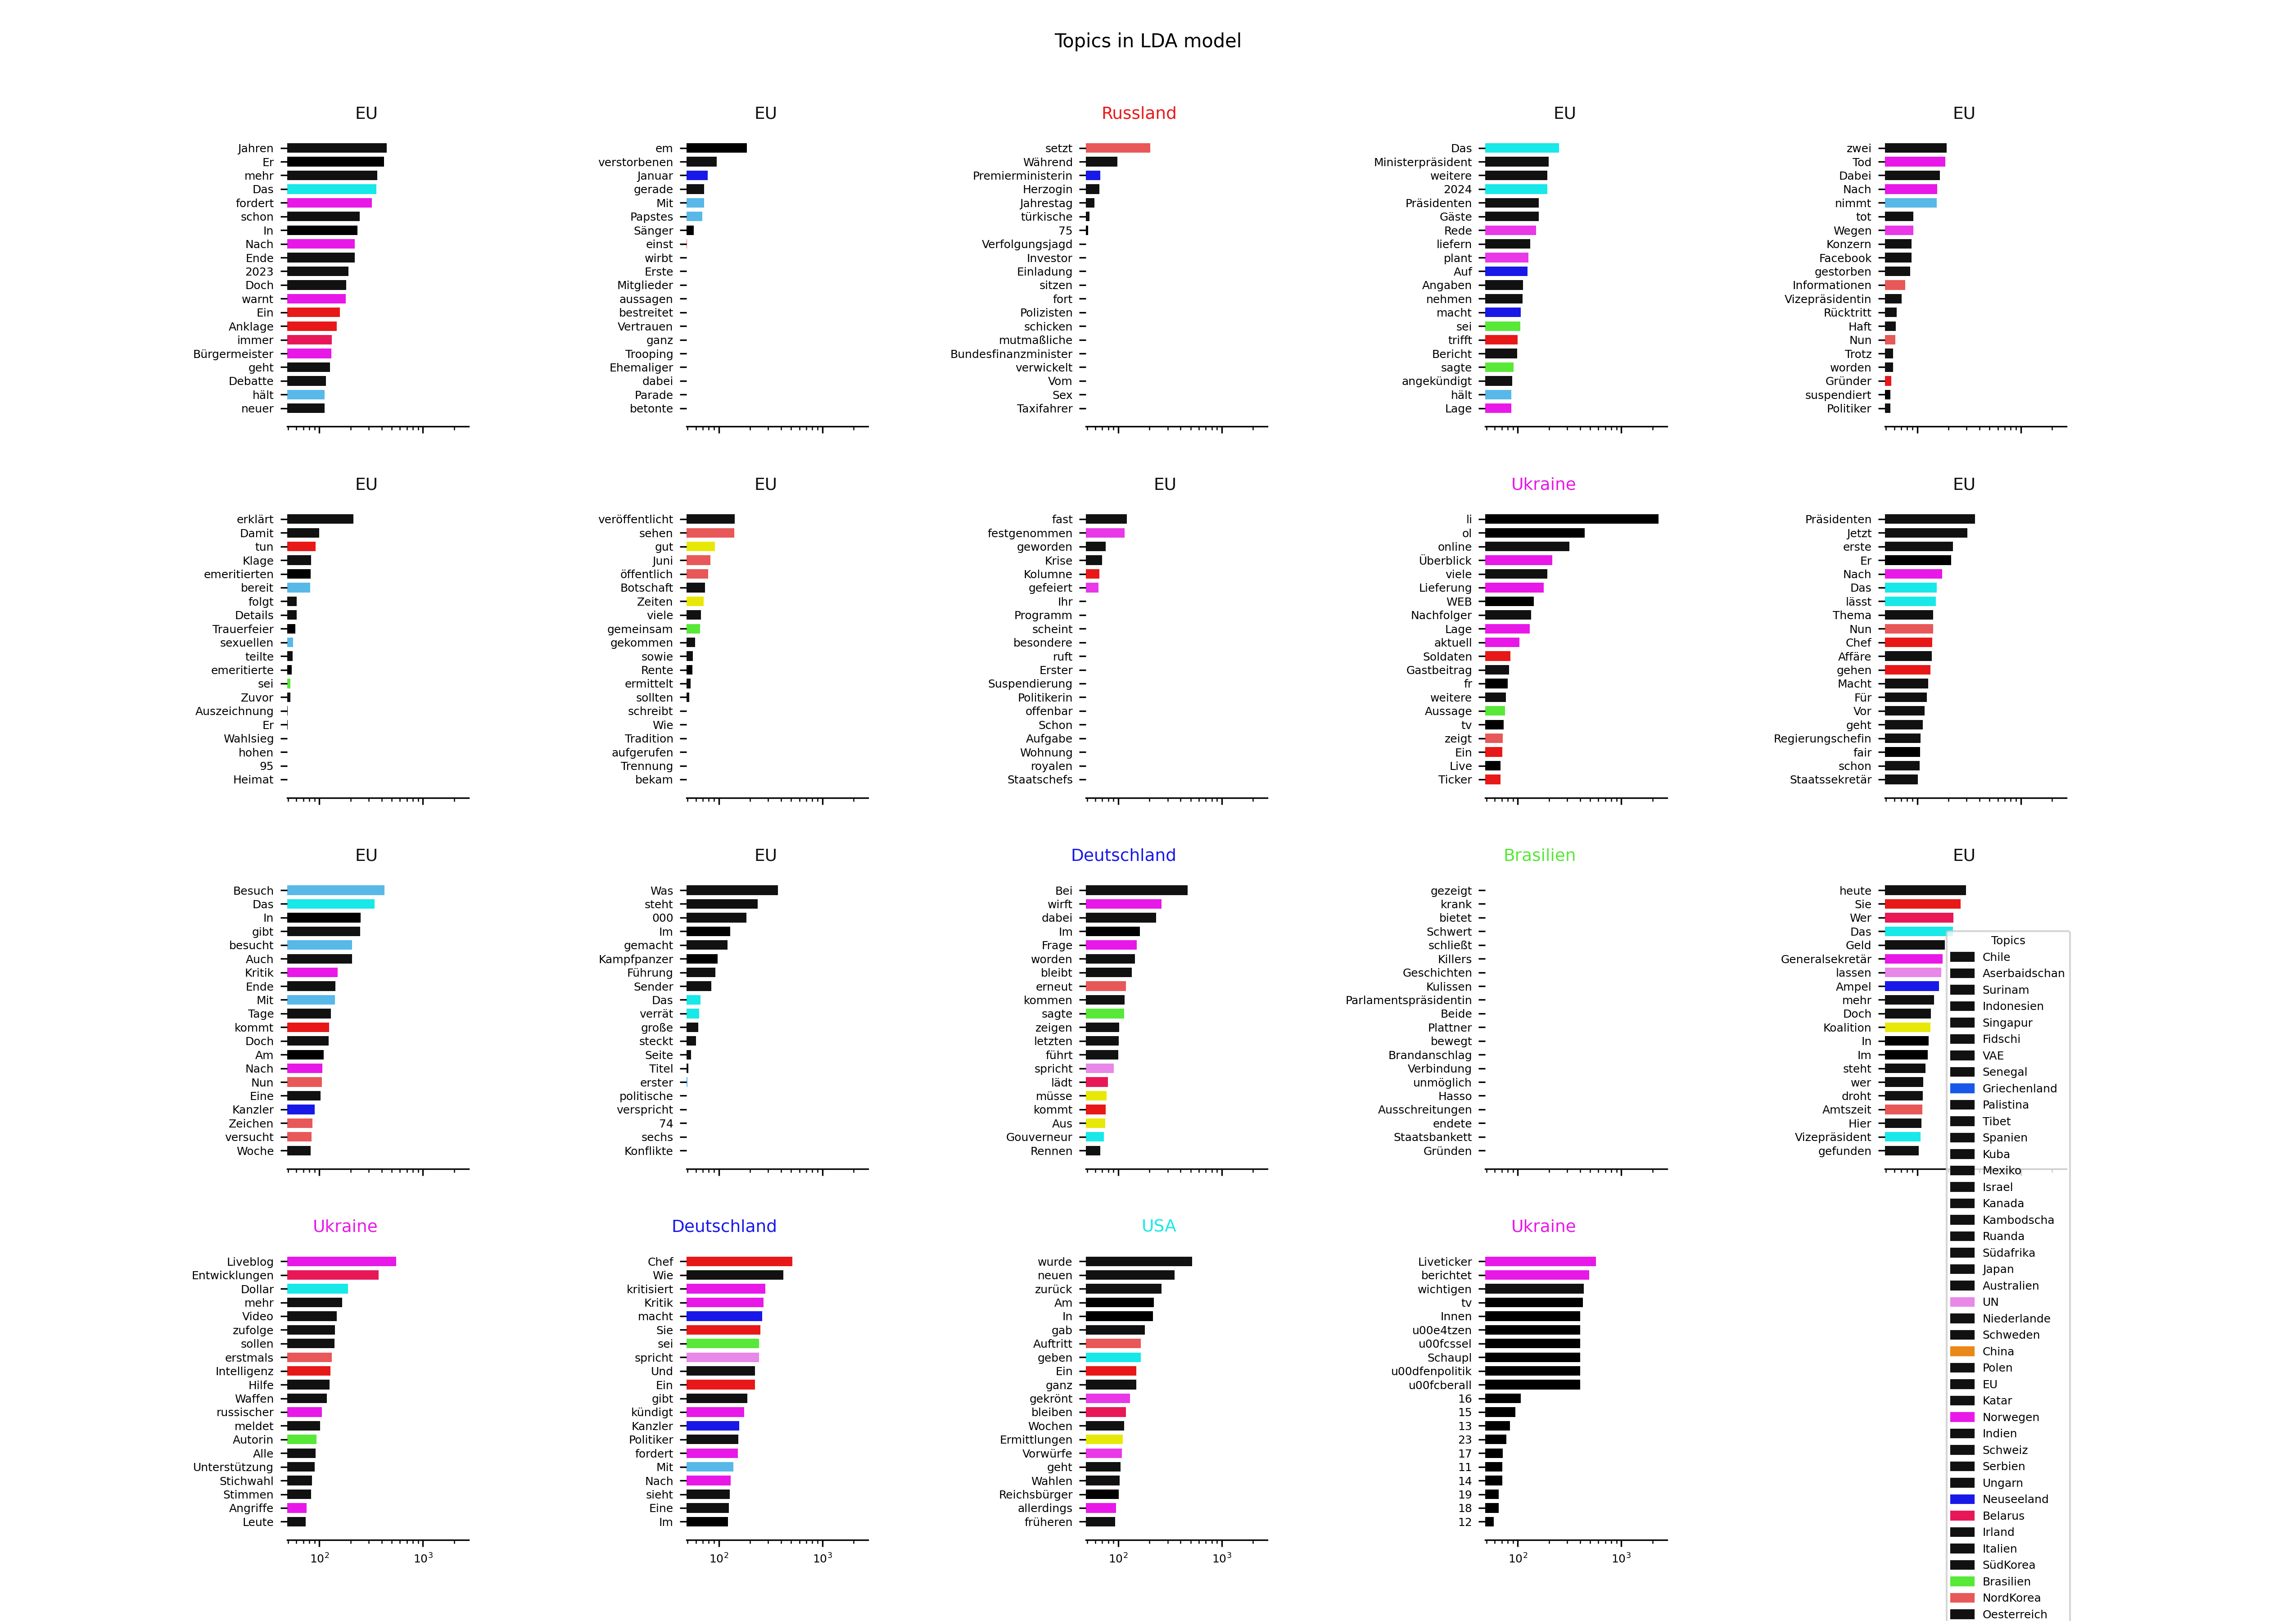 Topics in LDA model
EU
Jahren
Er
mehr
Das
fordert
schon
In
Nach
Ende
2023
Doch
warnt
Ein
Anklage
immer
Bürgermeister
geht
Debatte
hält
neuer
EU
em
verstorbenen
Januar
gerade
Mit
Papstes
Sänger
einst
wirbt
Erste
Mitglieder
aussagen
bestreitet
Vertrauen
ganz
Trooping
Ehemaliger
dabei
Parade
betonte
Russland
setzt
Während
Premierministerin
Herzogin
Jahrestag
türkische
75
Verfolgungsjagd
Investor
Einladung
sitzen
fort
Polizisten
schicken
mutmaßliche
Bundesfinanzminister
verwickelt
Vom
Sex
Taxifahrer
EU
Das
Ministerpräsident
weitere
2024
Präsidenten
Gäste
Rede
liefern
plant
Auf
Angaben
nehmen
macht
sei
trifft
Bericht
sagte
angekündigt
hält
Lage
EU
zwei
Tod
Dabei
Nach
nimmt
tot
Wegen
Konzern
Facebook
gestorben
Informationen
Vizepräsidentin
Rücktritt
Haft
Nun
Trotz
worden
Gründer
suspendiert
Politiker
EU
erklärt
Damit
tun
Klage
emeritierten
bereit
folgt
Details
Trauerfeier
sexuellen
teilte
emeritierte
sei
Zuvor
Auszeichnung
Er
Wahlsieg
hohen
95
Heimat
EU
veröffentlicht
sehen
gut
Juni
öffentlich
Botschaft
Zeiten
viele
gemeinsam
gekommen
sowie
Rente
ermittelt
sollten
schreibt
Wie
Tradition
aufgerufen
Trennung
bekam
EU
fast
festgenommen
geworden
Krise
Kolumne
gefeiert
Ihr
Programm
scheint
besondere
ruft
Erster
Suspendierung
Politikerin
offenbar
Schon
Aufgabe
Wohnung
royalen
Staatschefs
Ukraine
li
ol
online
Überblick
viele
Lieferung
WEB
Nachfolger
Lage
aktuell
Soldaten
Gastbeitrag
fr
weitere
Aussage
tv
zeigt
Ein
Live
Ticker
EU
Präsidenten
Jetzt
erste
Er
Nach
Das
lässt
Thema
Nun
Chef
Affäre
gehen
Macht
Für
Vor
geht
Regierungschefin
fair
schon
Staatssekretär
EU
Besuch
Das
In
gibt
besucht
Auch
Kritik
Ende
Mit
Tage
kommt
Doch
Am
Nach
Nun
Eine
Kanzler
Zeichen
versucht
Woche
EU
Was
steht
000
Im
gemacht
Kampfpanzer
Führung
Sender
Das
verrät
große
steckt
Seite
Titel
erster
politische
verspricht
74
sechs
Konflikte
Deutschland
Bei
wirft
dabei
Im
Frage
worden
bleibt
erneut
kommen
sagte
zeigen
letzten
führt
spricht
lädt
müsse
kommt
Aus
Gouverneur
Rennen
Brasilien
gezeigt
krank
bietet
Schwert
schließt
Killers
Geschichten
Kulissen
Parlamentspräsidentin
Beide
Plattner
bewegt
Brandanschlag
Verbindung
unmöglich
Hasso
Ausschreitungen
endete
Staatsbankett
Gründen
EU
heute
Sie
Wer
Das
Geld
Generalsekretär
lassen
Ampel
mehr
Doch
Koalition
In
Im
steht
wer
droht
Amtszeit
Hier
Vizepräsident
gefunden
Ukraine
Liveblog
Entwicklungen
Dollar
mehr
Video
zufolge
sollen
erstmals
Intelligenz
Hilfe
Waffen
russischer
meldet
Autorin
Alle
Unterstützung
Stichwahl
Stimmen
Angriffe
Leute
10²
10³
Deutschland
Chef
Wie
kritisiert
Kritik
macht
Sie
sei
spricht
Und
Ein
gibt
kündigt
Kanzler
Politiker
fordert
Mit
Nach
sieht
Eine
Im
10²
10³
USA
wurde
neuen
zurück
Am
In
gab
Auftritt
geben
Ein
ganz
gekrönt
bleiben
Wochen
Ermittlungen
Vorwürfe
geht
Wahlen
Reichsbürger
allerdings
früheren
10²
10³
Ukraine
Liveticker
berichtet
wichtigen
tv
Innen
u00e4tzen
u00fcssel
Schaupl
u00dfenpolitik
u00fcberall
16
15
13
23
17
11
14
19
18
12
10²
10³
Topics
Chile
Aserbaidschan
Surinam
Indonesien
Singapur
Fidschi
VAE
Senegal
Griechenland
Palistina
Tibet
Spanien
Kuba
Mexiko
Israel
Kanada
Kambodscha
Ruanda
Südafrika
Japan
Australien
UN
Niederlande
Schweden
China
Polen
EU
Katar
Norwegen
Indien
Schweiz
Serbien
Ungarn
Neuseeland
Belarus
Irland
Italien
SüdKorea
Brasilien
NordKorea
Oesterreich